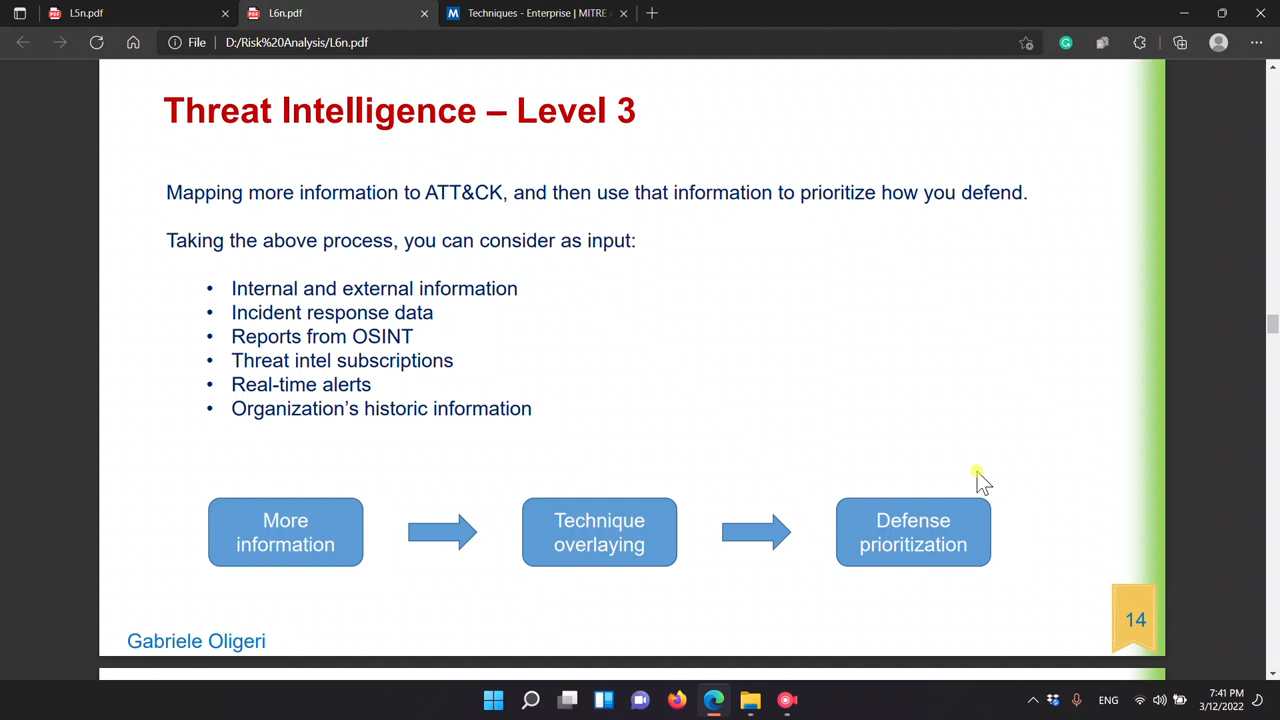 L5n.pdf
L6n.pdf
Techniques - Enterprise | MITRE
File
D:/Risk%20Analysis/L6n.pdf
Threat Intelligence – Level 3
Mapping more information to ATT&CK, and then use that information to prioritize how you defend.
Taking the above process, you can consider as input:
• Internal and external information
• Incident response data
• Reports from OSINT
• Threat intel subscriptions
• Real-time alerts
• Organization’s historic information
More
information
Technique
overlaying
Defense
prioritization
14
Gabriele Oligeri
ENG
7:41 PM
3/12/2022